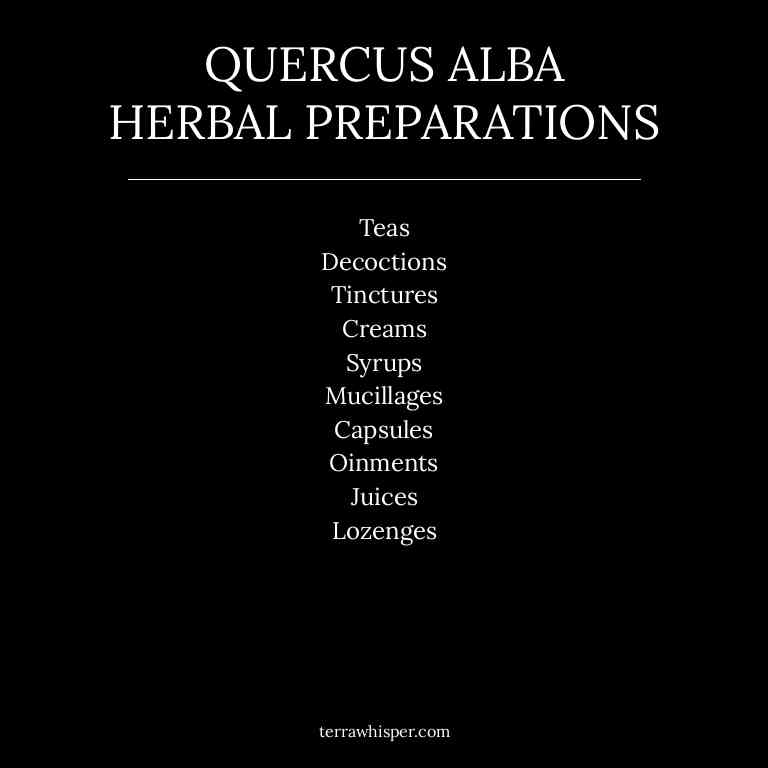 QUERCUS ALBA
HERBAL PREPARATIONS
Teas
Decoctions
Tinctures
Creams
Syrups
Mucillages
Capsules
Oinments
Juices
Lozenges
terrawhisper.com